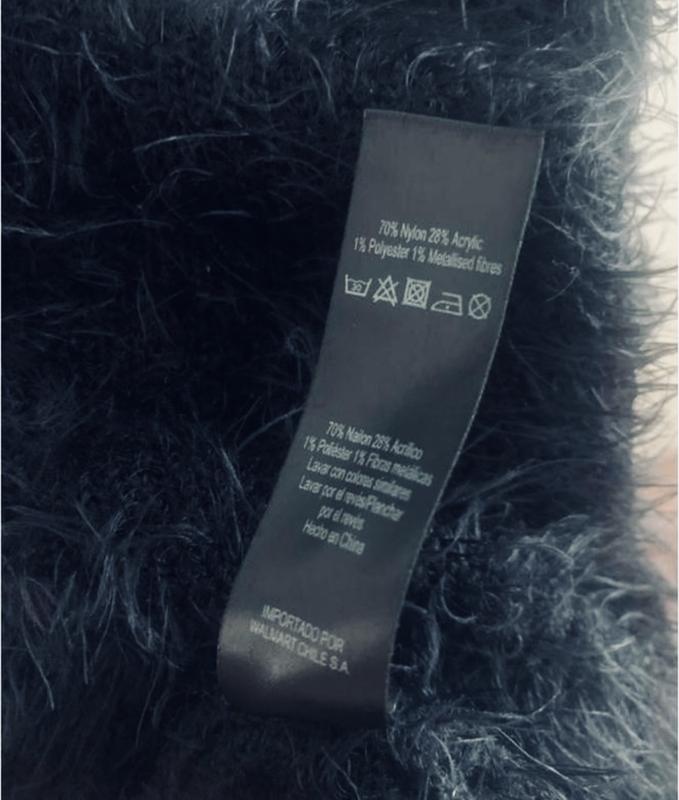 70% Nylon 28% Acrylic
1% Polyester 1% Metallised fibres
30
70% Nailon 28% Acrílico
1% Poliéster 1% Fibras metálicas
Lavar con colores similares
Lavar por el revés/Planchar
por el revés
Hecho en China
IMPORTADO POR
WALMART CHILE S.A.